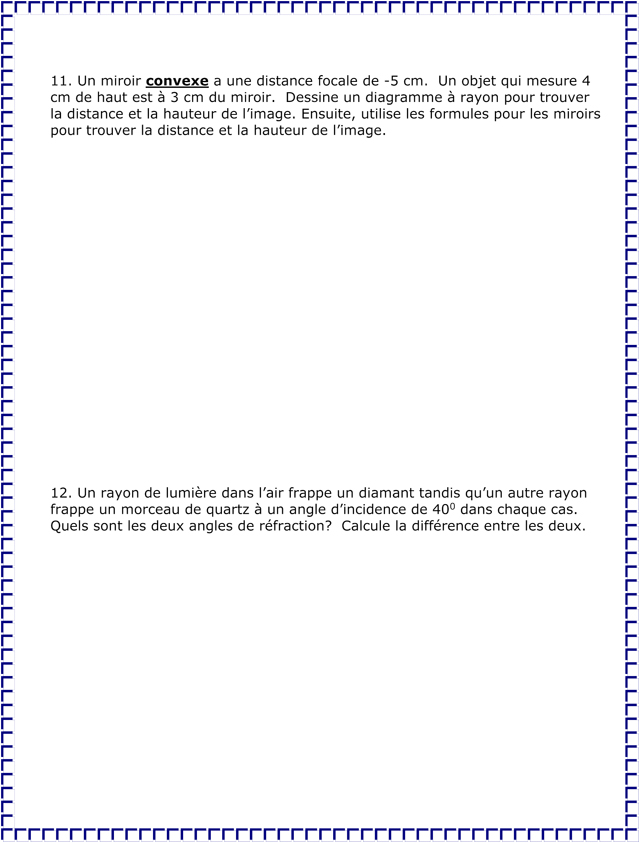 11. Un miroir convexe a une distance focale de -5 cm.  Un objet qui mesure 4
cm de haut est à 3 cm du miroir.  Dessine un diagramme à rayon pour trouver
la distance et la hauteur de l’image. Ensuite, utilise les formules pour les miroirs
pour trouver la distance et la hauteur de l’image.
12. Un rayon de lumière dans l’air frappe un diamant tandis qu’un autre rayon
frappe un morceau de quartz à un angle d’incidence de 40⁰ dans chaque cas.
Quels sont les deux angles de réfraction?  Calcule la différence entre les deux.